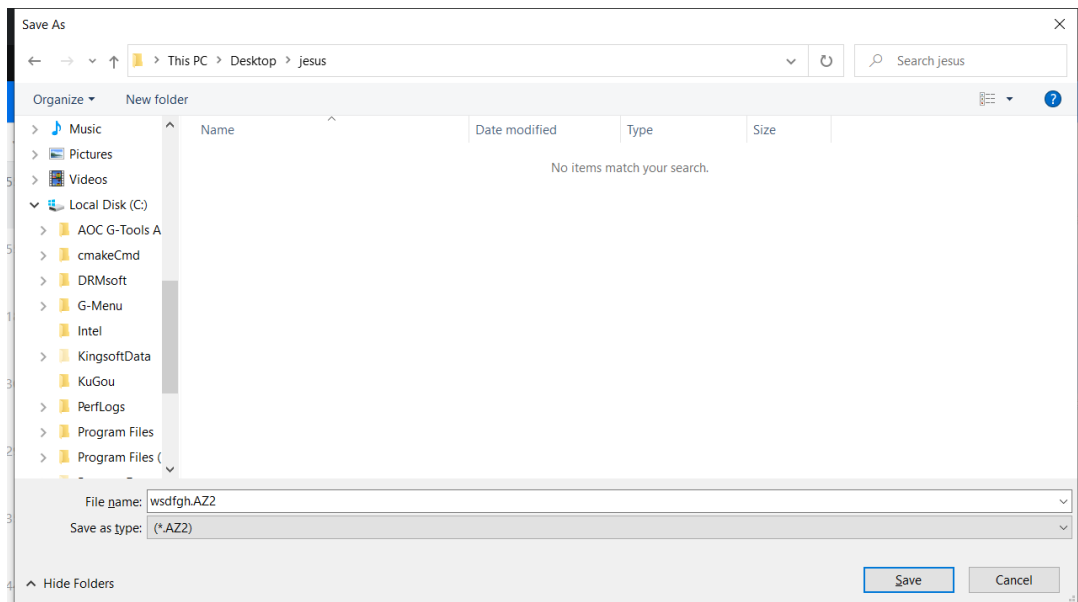 Save As
This PC > Desktop > jesus
Search jesus
Organize
New folder
?
Music
Pictures
Videos
Local Disk (C:)
AOC G-Tools A
cmakeCmd
DRMsoft
G-Menu
Intel
KingsoftData
KuGou
PerfLogs
Program Files
Program Files (
Name
Date modified
Type
Size
No items match your search.
File name: wsdfgh.AZ2
Save as type: (*.AZ2)
Hide Folders
Save
Cancel